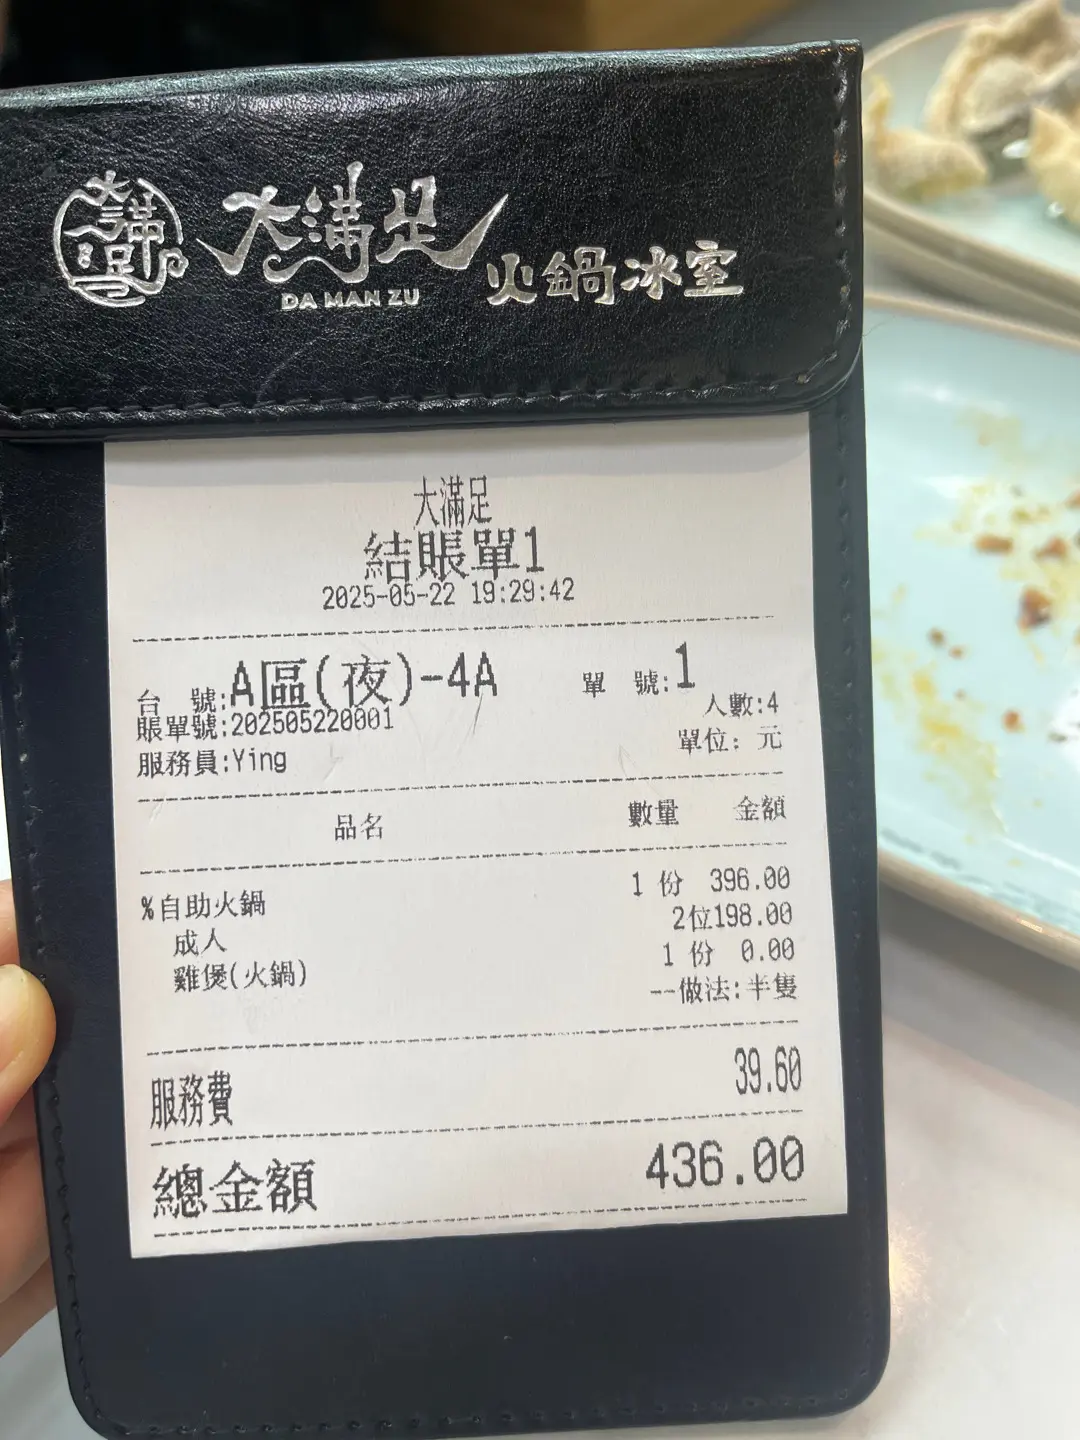 大滿足 火鍋冰室
DA MAN ZU
大滿足
結賬單1
2025-05-22 19:29:42
台 號:A區(夜)-4A 單 號:1
賬單號:202505220001 人數:4
服務員:Ying 單位: 元
品名 數量 金額
%自助火鍋 1 份 396.00
成人 2位198.00
雞煲(火鍋) 1 份 0.00
--做法:半隻
服務費 39.60
總金額 436.00